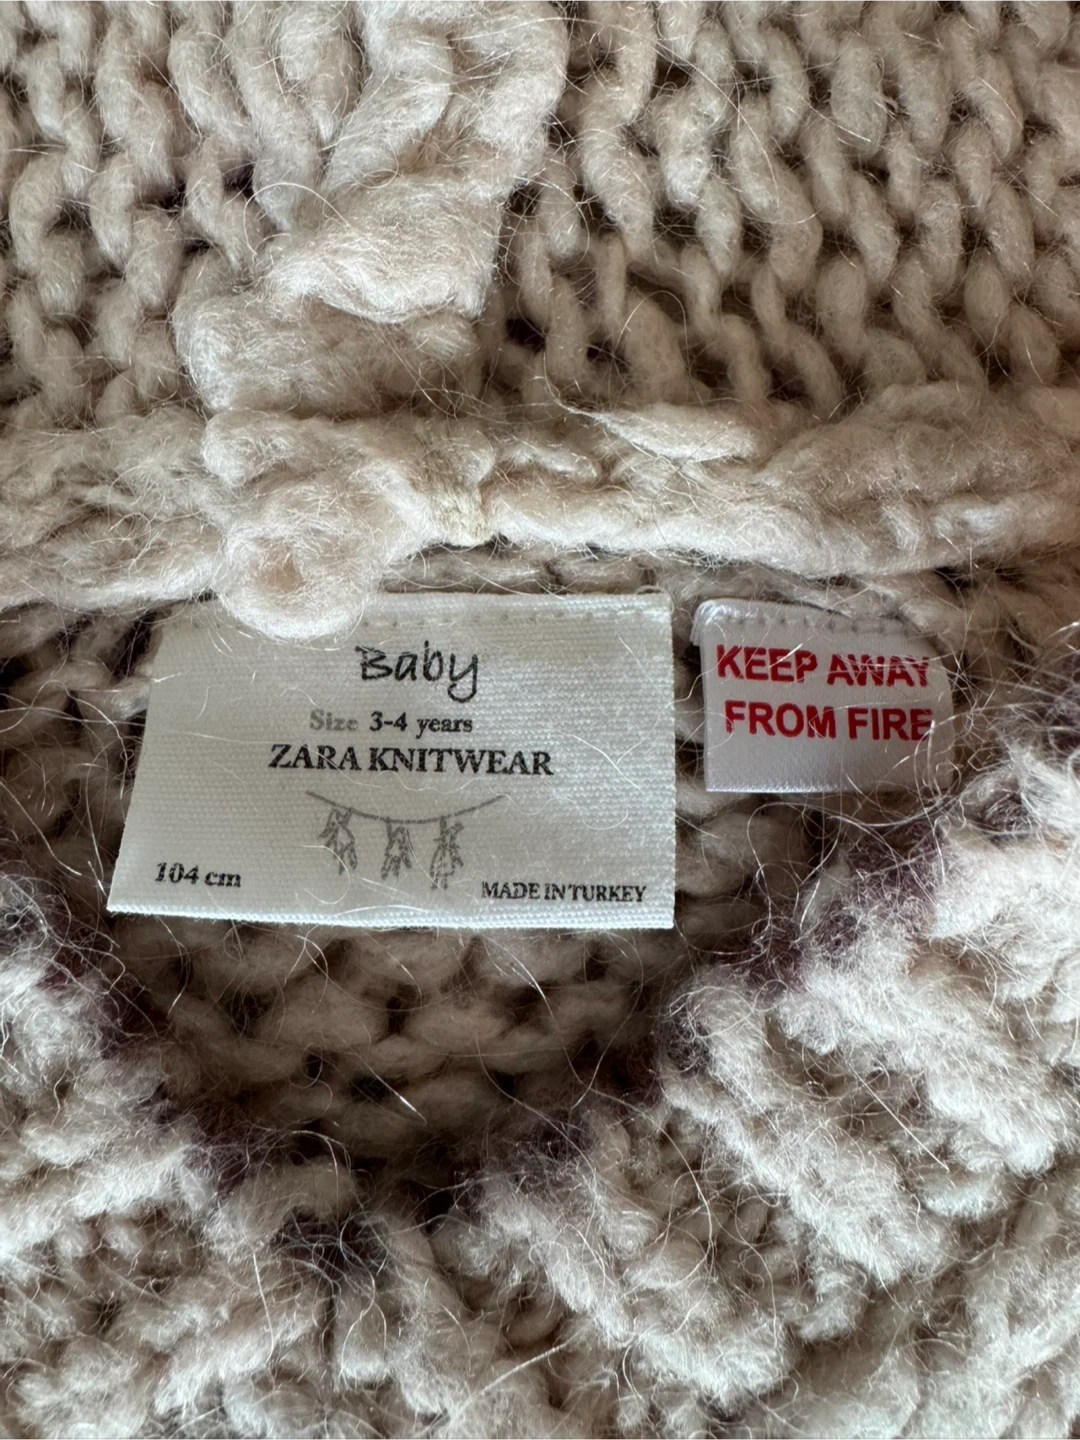 Baby
Size 3-4 years
ZARA KNITWEAR
104 cm
MADE IN TURKEY
KEEP AWAY
FROM FIRE